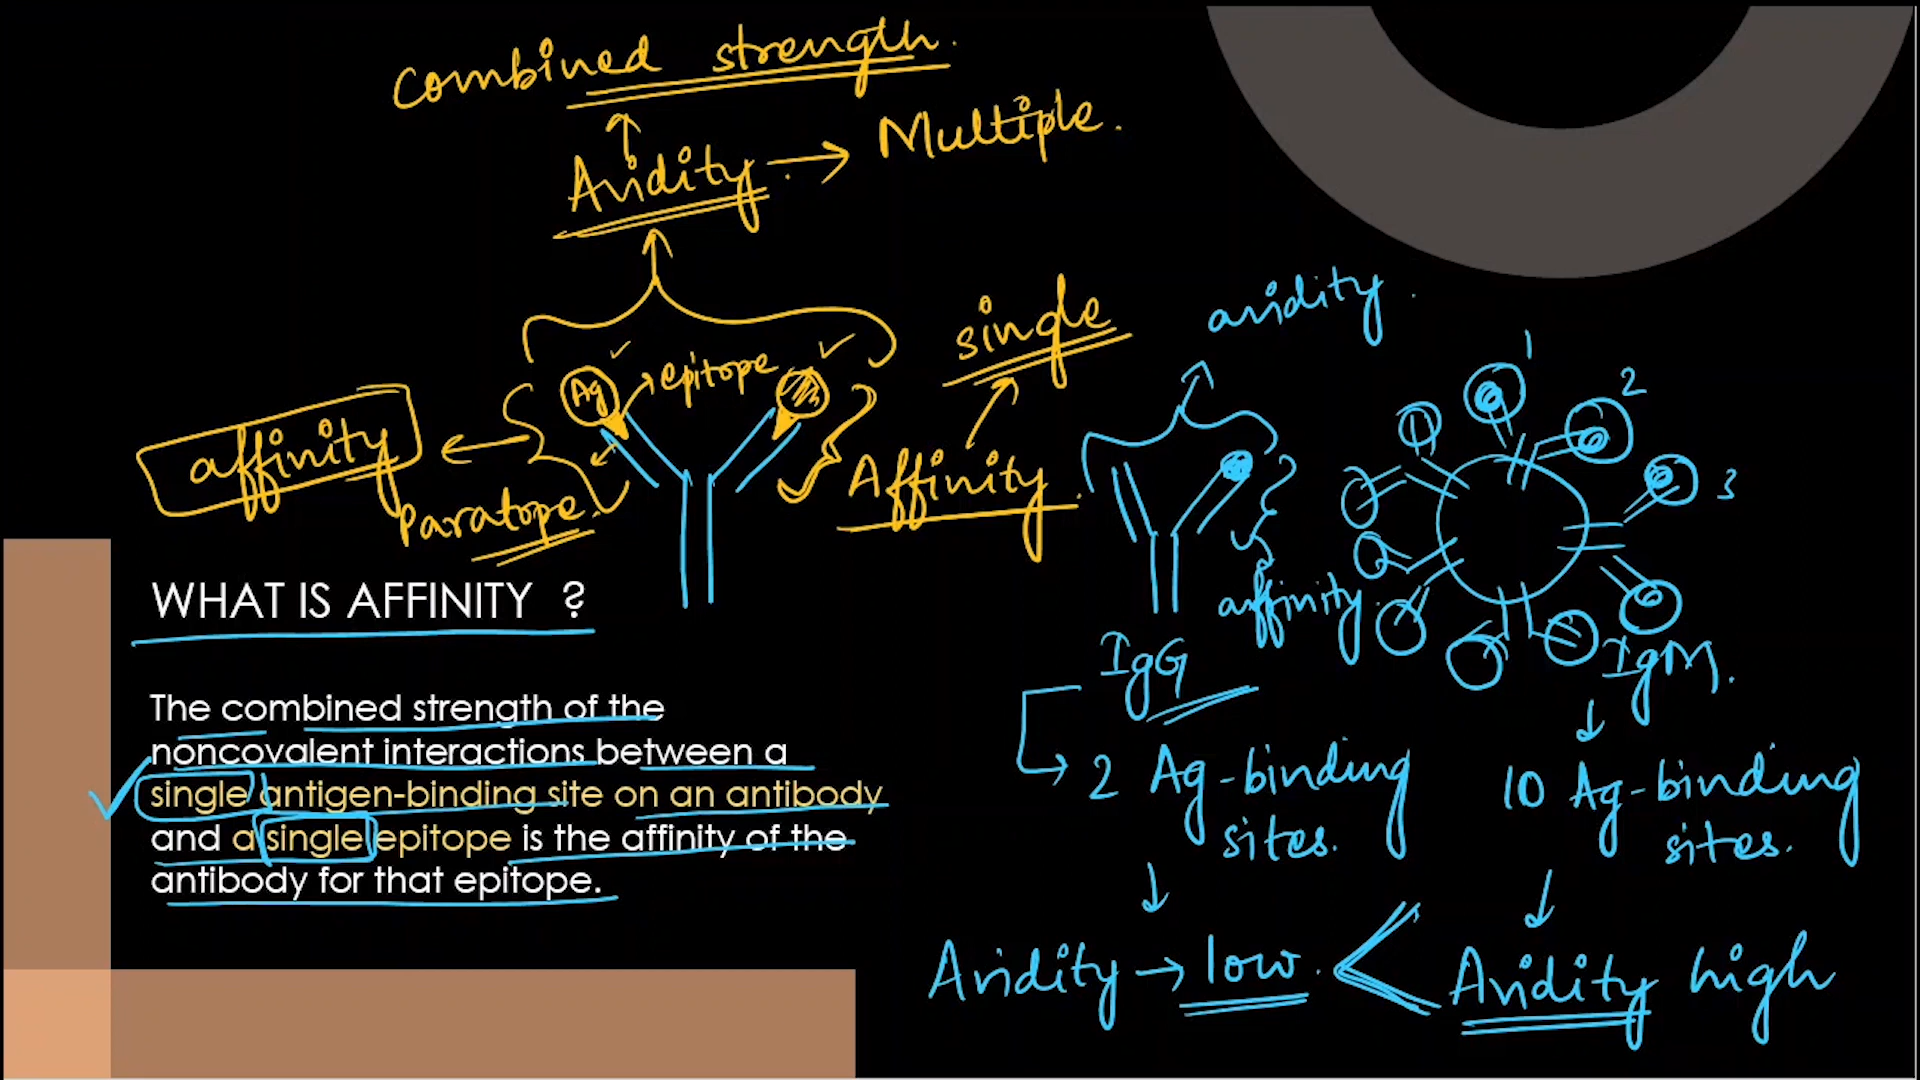 Combined strength.
Avidity. → Multiple.
single
avidity.
Ag
epitope
affinity
Paratope.
Affinity.
1
2
3
affinity.
IgG
IgM.
2 Ag-binding
sites.
10 Ag-binding
sites.
Avidity → low. < Avidity high
WHAT IS AFFINITY ?
The combined strength of the
noncovalent interactions between a
single antigen-binding site on an antibody
and a single epitope is the affinity of the
antibody for that epitope.